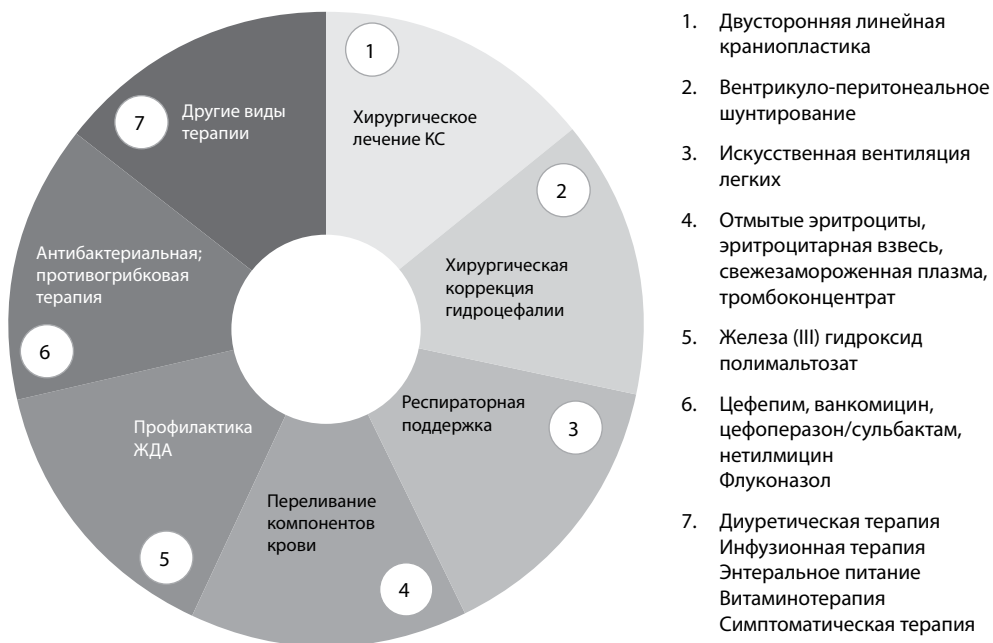 1
Хирургическое
лечение КС
2
Хирургическая
коррекция
гидроцефалии
Респираторная
поддержка
3
Переливание
компонентов
крови
4
Профилактика
ЖДА
5
Антибактериальная;
противогрибковая
терапия
6
7
Другие виды
терапии
1. Двусторонняя линейная
краниопластика
2. Вентрикуло-перитонеальное
шунтирование
3. Искусственная вентиляция
легких
4. Отмытые эритроциты,
эритроцитарная взвесь,
свежезамороженная плазма,
тромбоконцентрат
5. Железа (III) гидроксид
полимальтозат
6. Цефепим, ванкомицин,
цефоперазон/сульбактам,
нетилмицин
Флуконазол
7. Диуретическая терапия
Инфузионная терапия
Энтеральное питание
Витаминотерапия
Симптоматическая терапия